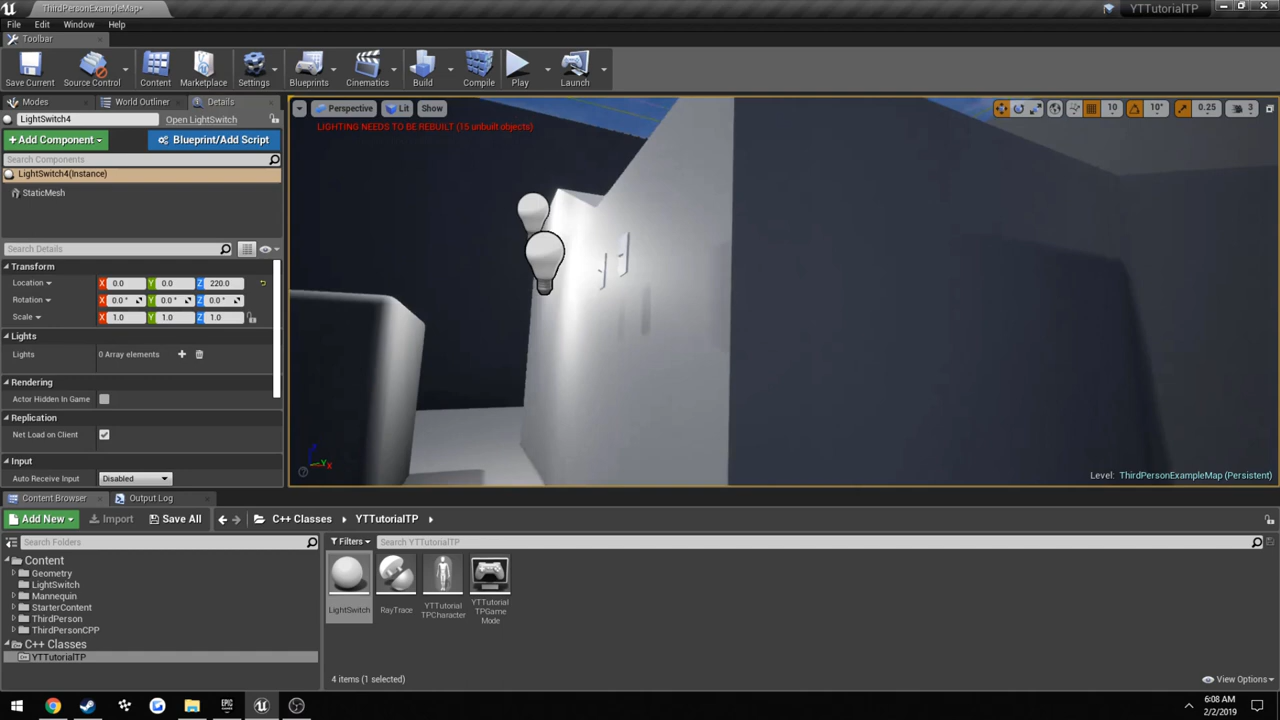 ThirdPersonExampleMap*
YTTutorialTP
File Edit Window Help
Toolbar
Save Current Source Control Content Marketplace Settings Blueprints Cinematics Build Compile Play Launch
Modes World Outliner Details
LightSwitch4 Open LightSwitch
+Add Component Blueprint/Add Script
Search Components
LightSwitch4(Instance)
StaticMesh
Search Details
Transform
Location X 0.0 Y 0.0 Z 220.0
Rotation X 0.0 ° Y 0.0 ° Z 0.0 °
Scale X 1.0 Y 1.0 Z 1.0
Lights
Lights 0 Array elements
Rendering
Actor Hidden In Game
Replication
Net Load on Client
Input
Auto Receive Input Disabled
Perspective Lit Show 10 10° 0.25 3
LIGHTING NEEDS TO BE REBUILT (15 unbuilt objects)
Level: ThirdPersonExampleMap (Persistent)
Content Browser Output Log
Add New Import Save All C++ Classes YTTutorialTP
Search Folders
Content
Geometry
LightSwitch
Mannequin
StarterContent
ThirdPerson
ThirdPersonCPP
C++ Classes
YTTutorialTP
Filters Search YTTutorialTP
LightSwitch
RayTrace
YTTutorial
TPCharacter
YTTutorial
TPGame
Mode
4 items (1 selected)
View Options
6:08 AM
2/2/2019